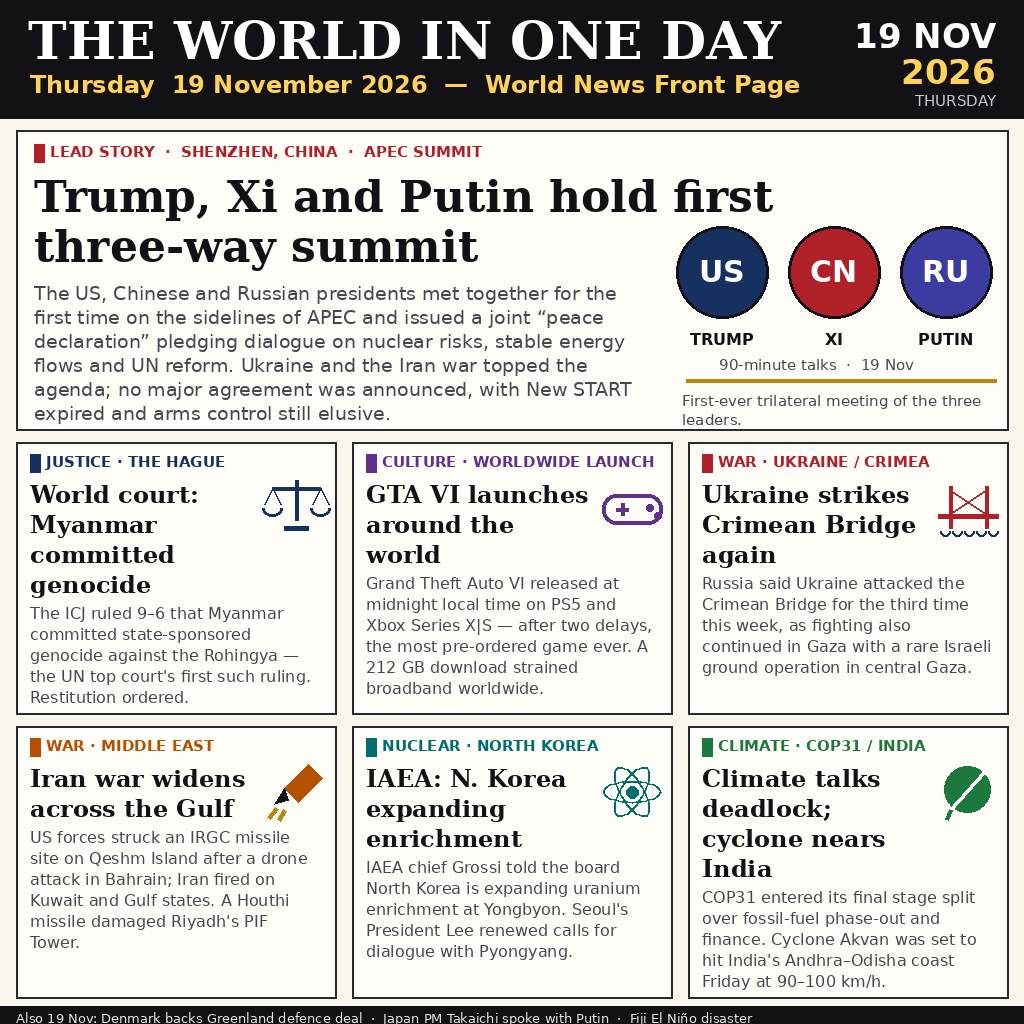 THE WORLD IN ONE DAY
Thursday 19 November 2026 — World News Front Page
19 NOV
2026
THURSDAY
LEAD STORY · SHENZHEN, CHINA · APEC SUMMIT
Trump, Xi and Putin hold first
three-way summit
The US, Chinese and Russian presidents met together for the
first time on the sidelines of APEC and issued a joint “peace
declaration” pledging dialogue on nuclear risks, stable energy
flows and UN reform. Ukraine and the Iran war topped the
agenda; no major agreement was announced, with New START
expired and arms control still elusive.
US
CN
RU
TRUMP
XI
PUTIN
90-minute talks · 19 Nov
First-ever trilateral meeting of the three
leaders.
JUSTICE · THE HAGUE
World court:
Myanmar
committed
genocide
The ICJ ruled 9–6 that Myanmar
committed state-sponsored
genocide against the Rohingya —
the UN top court's first such ruling.
Restitution ordered.
CULTURE · WORLDWIDE LAUNCH
GTA VI launches
around the
world
Grand Theft Auto VI released at
midnight local time on PS5 and
Xbox Series X|S — after two delays,
the most pre-ordered game ever. A
212 GB download strained
broadband worldwide.
WAR · UKRAINE / CRIMEA
Ukraine strikes
Crimean Bridge
again
Russia said Ukraine attacked the
Crimean Bridge for the third time
this week, as fighting also
continued in Gaza with a rare Israeli
ground operation in central Gaza.
WAR · MIDDLE EAST
Iran war widens
across the Gulf
US forces struck an IRGC missile
site on Qeshm Island after a drone
attack in Bahrain; Iran fired on
Kuwait and Gulf states. A Houthi
missile damaged Riyadh's PIF
Tower.
NUCLEAR · NORTH KOREA
IAEA: N. Korea
expanding
enrichment
IAEA chief Grossi told the board
North Korea is expanding uranium
enrichment at Yongbyon. Seoul's
President Lee renewed calls for
dialogue with Pyongyang.
CLIMATE · COP31 / INDIA
Climate talks
deadlock;
cyclone nears
India
COP31 entered its final stage split
over fossil-fuel phase-out and
finance. Cyclone Akvan was set to
hit India's Andhra–Odisha coast
Friday at 90–100 km/h.
Also 19 Nov: Denmark backs Greenland defence deal · Japan PM Takaichi spoke with Putin · Fiji El Niño disaster